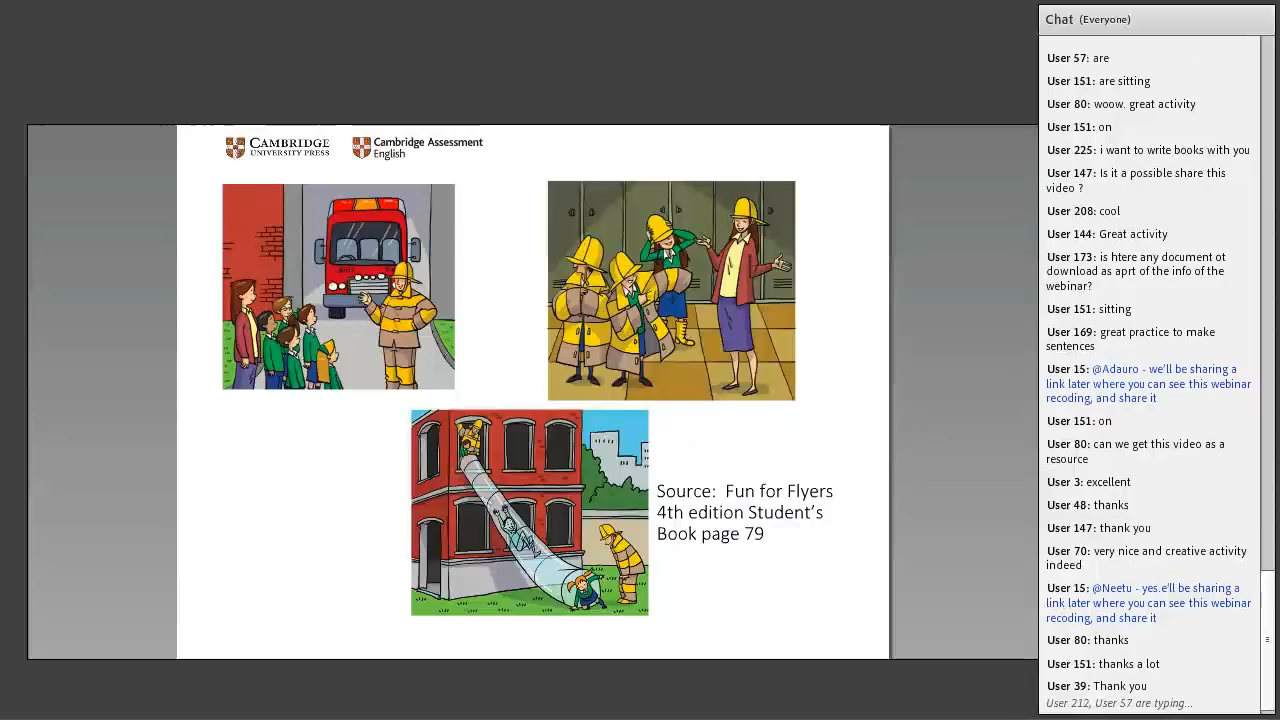 CAMBRIDGE
UNIVERSITY PRESS
Cambridge Assessment
English
Source:  Fun for Flyers
4th edition Student's
Book page 79
Chat (Everyone)
User 57: are
User 151: are sitting
User 80: woow. great activity
User 151: on
User 225: i want to write books with you
User 147: Is it a possible share this
video ?
User 208: cool
User 144: Great activity
User 173: is htere any document ot
download as aprt of the info of the
webinar?
User 151: sitting
User 169: great practice to make
sentences
User 15: @Adauro - we'll be sharing a
link later where you can see this webinar
recoding, and share it
User 151: on
User 80: can we get this video as a
resource
User 3: excellent
User 48: thanks
User 147: thank you
User 70: very nice and creative activity
indeed
User 15: @Neetu - yes.e'll be sharing a
link later where you can see this webinar
recoding, and share it
User 80: thanks
User 151: thanks a lot
User 39: Thank you
User 212, User 57 are typing...